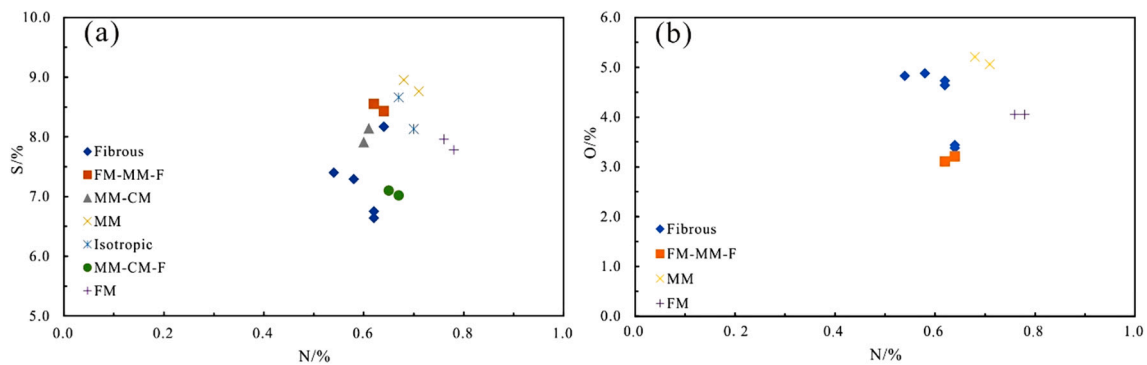 (a)
10.0
9.0
8.0
7.0
6.0
5.0
S/%
Fibrous
FM-MM-F
MM-CM
MM
Isotropic
MM-CM-F
FM
0.0 0.2 0.4 0.6 0.8 1.0
N/%
(b)
6.0
5.0
4.0
3.0
2.0
1.0
0.0
O/%
Fibrous
FM-MM-F
MM
FM
0.0 0. 2 0.4 0.6 0.8 1.0
N/%